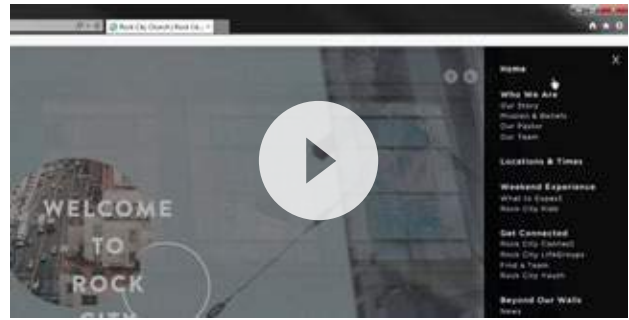 Rock City Church | Rock Cit...
X
Home
Who We Are
Our Story
Mission & Beliefs
Our Pastor
Our Team
Locations & Times
Weekend Experience
What to Expect
Rock City Kids
Get Connected
Rock City Connect
Rock City LifeGroups
Find a Team
Rock City Youth
Beyond Our Walls
News
WELCOME
TO
ROCK
CITY